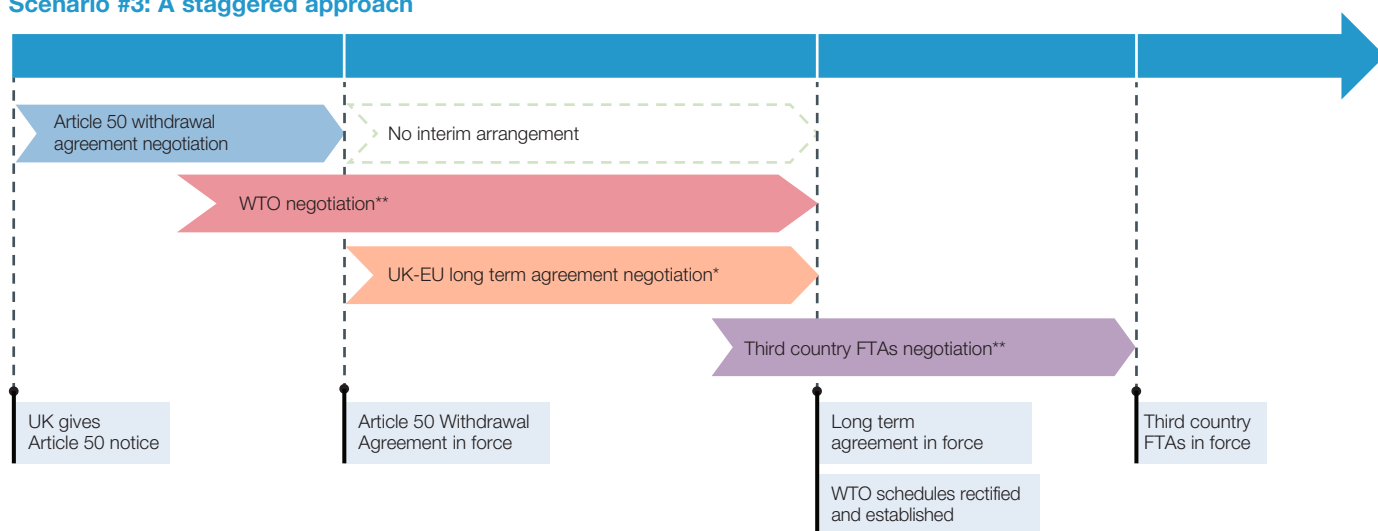 Scenario #3: A staggered approach
Article 50 withdrawal
agreement negotiation
No interim arrangement
WTO negotiation**
UK-EU long term agreement negotiation*
Third country FTAs negotiation**
UK gives
Article 50 notice
Article 50 Withdrawal
Agreement in force
Long term
agreement in force
Third country
FTAs in force
WTO schedules rectified
and established